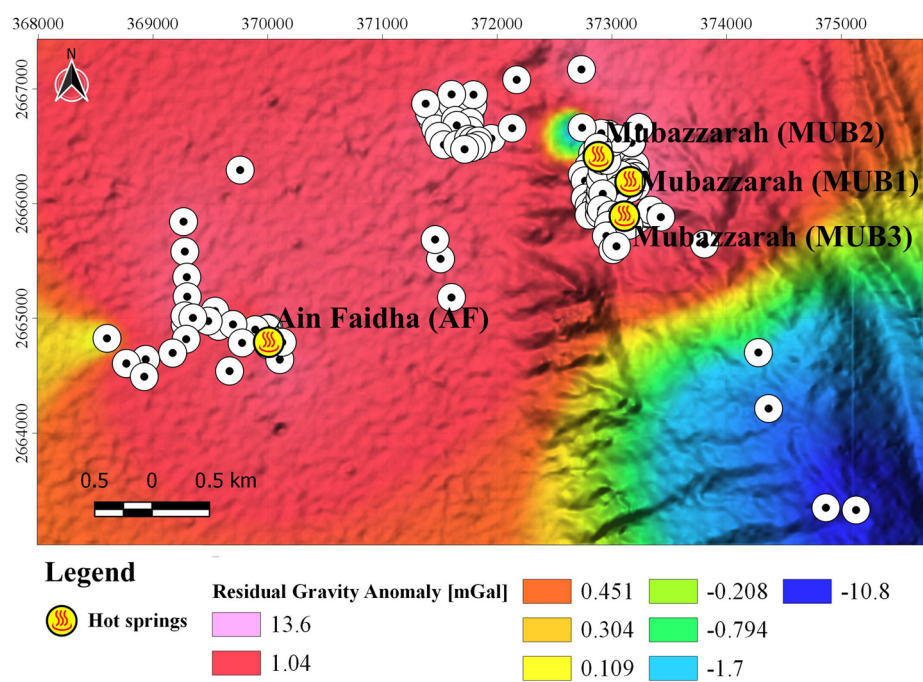 368000 369000 370000 371000 372000 373000 374000 375000
N
2667000
2666000
2665000
2664000
Mubazzarah (MUB2)
Mubazzarah (MUB1)
Mubazzarah (MUB3)
Ain Faidha (AF)
0.5 0 0.5 km
Legend
Hot springs
Residual Gravity Anomaly [mGal]
13.6
1.04
0.451
0.304
0.109
-0.208
-0.794
-1.7
-10.8